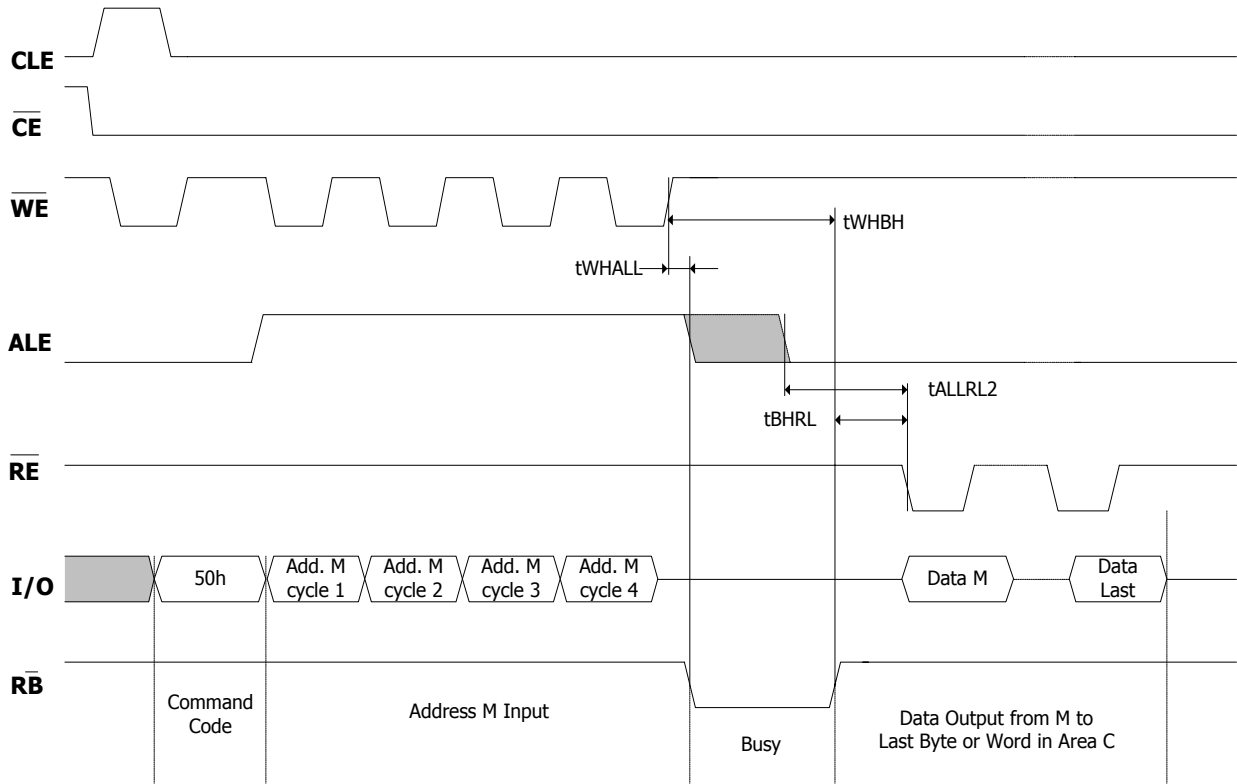 CLE
CE
WE
tWHBH
tWHALL
ALE
tALLRL2
tBHRL
RE
I/O
50h
Add. M
cycle 1
Add. M
cycle 2
Add. M
cycle 3
Add. M
cycle 4
Data M
Data
Last
RB
Command
Code
Address M Input
Busy
Data Output from M to
Last Byte or Word in Area C